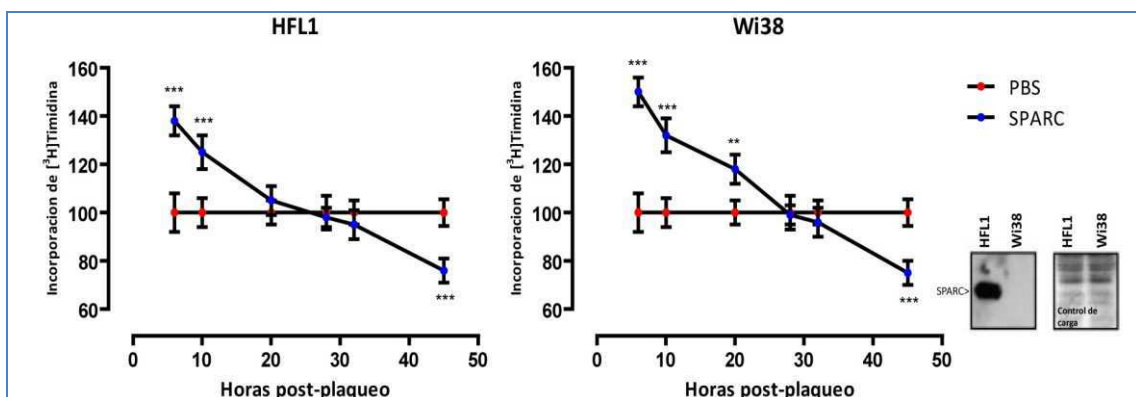 HFL1
Incorporacion de [³H]Timidina
160
140
120
100
80
60
***
***
***
0
10
20
30
40
50
Horas post-plaqueo
Wi38
Incorporacion de [³H]Timidina
160
140
120
100
80
60
***
***
**
***
0
10
20
30
40
50
Horas post-plaqueo
PBS
SPARC
HFL1
Wi38
SPARC>
HFL1
Wi38
Control de
carga